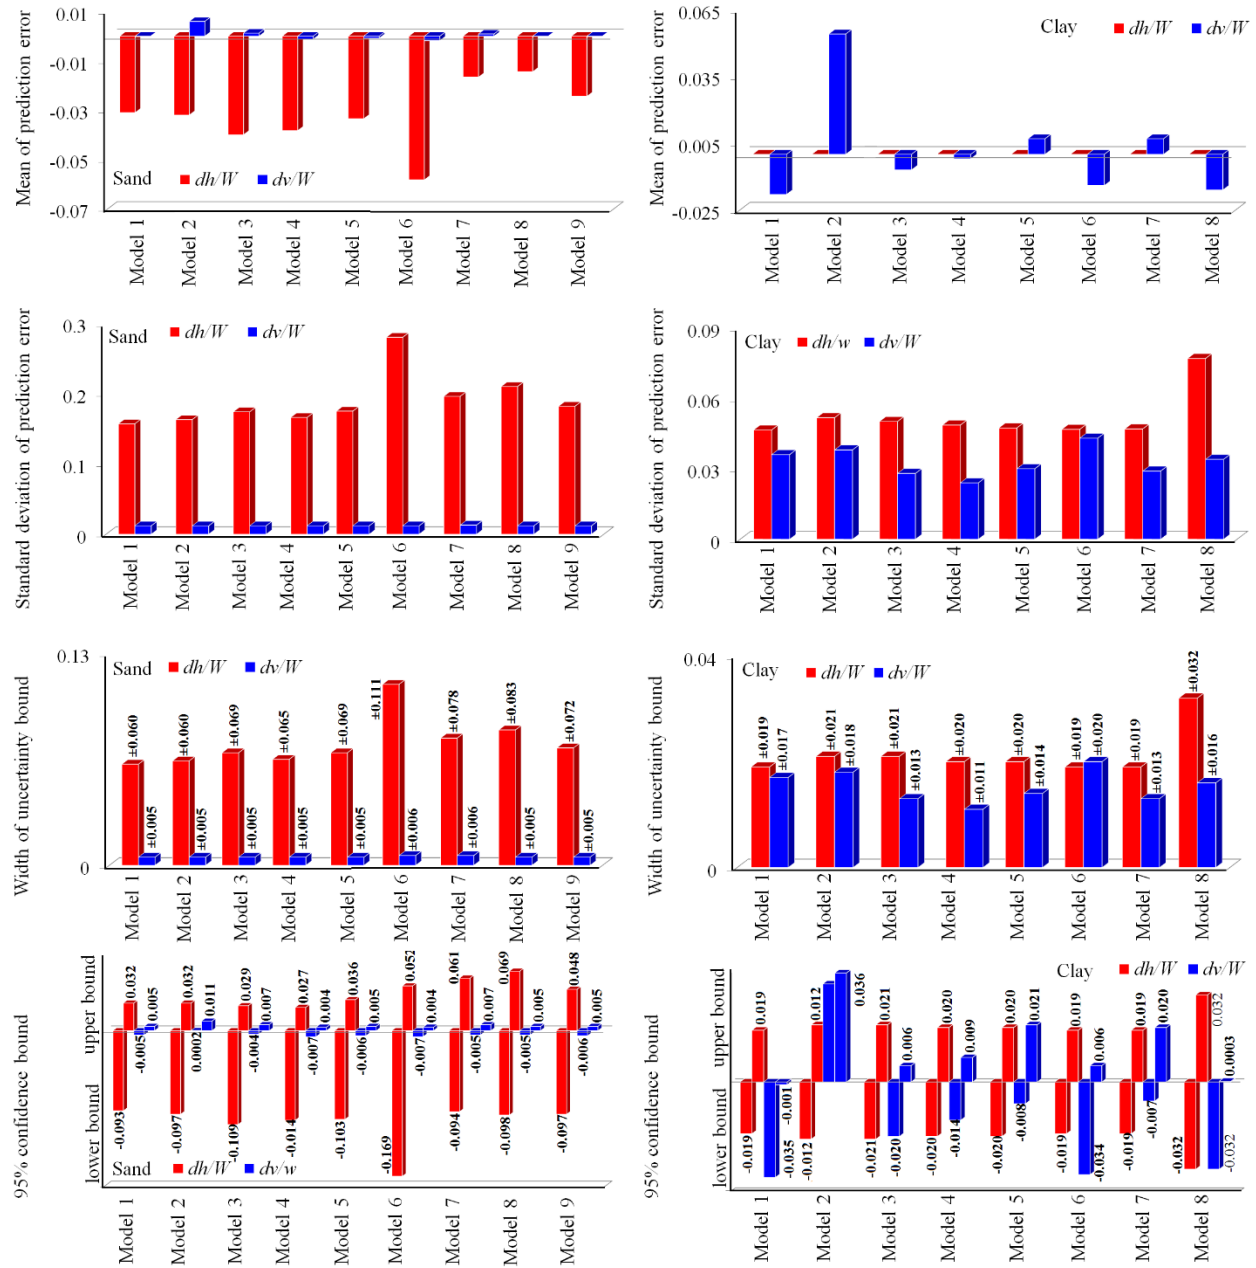 Mean of prediction error
0.01
-0.01
-0.03
-0.05
-0.07
Sand dh/W dv/W
Model 1 Model 2 Model 3 Model 4 Model 5 Model 6 Model 7 Model 8 Model 9
Mean of prediction error
0.065
0.035
0.005
-0.025
Clay dh/W dv/W
Model 1 Model 2 Model 3 Model 4 Model 5 Model 6 Model 7 Model 8
Standard deviation of prediction error
0.3
0.2
0.1
0
Sand dh/W dv/W
Model 1 Model 2 Model 3 Model 4 Model 5 Model 6 Model 7 Model 8 Model 9
Standard deviation of prediction error
0.09
0.06
0.03
0
Clay dh/w dv/W
Model 1 Model 2 Model 3 Model 4 Model 5 Model 6 Model 7 Model 8
Width of uncertainty bound
0.13
0
Sand dh/W dv/W
±0.060 ±0.005 ±0.060 ±0.005 ±0.069 ±0.005 ±0.065 ±0.005 ±0.069 ±0.005 ±0.111 ±0.006 ±0.078 ±0.006 ±0.083 ±0.005 ±0.072 ±0.005
Model 1 Model 2 Model 3 Model 4 Model 5 Model 6 Model 7 Model 8 Model 9
Width of uncertainty bound
0.04
0
Clay dh/W dv/W
±0.019 ±0.017 ±0.021 ±0.018 ±0.021 ±0.013 ±0.020 ±0.011 ±0.020 ±0.014 ±0.019 ±0.020 ±0.019 ±0.013 ±0.032 ±0.016
Model 1 Model 2 Model 3 Model 4 Model 5 Model 6 Model 7 Model 8
95% confidence bound
lower bound upper bound
0.032 0.005 0.032 0.011 0.029 0.007 0.027 0.004 0.036 0.005 0.052 0.004 0.061 0.007 0.069 0.005 0.048 0.005
-0.093 -0.005 -0.097 0.0002 -0.109 -0.004 -0.014 -0.007 -0.103 -0.006 -0.169 -0.007 -0.094 -0.005 -0.098 -0.005 -0.097 -0.006
Sand dh/W dv/w
Model 1 Model 2 Model 3 Model 4 Model 5 Model 6 Model 7 Model 8 Model 9
95% confidence bound
lower bound upper bound
Clay dh/W dv/W
0.019 -0.001 0.012 0.036 0.021 0.006 0.020 0.009 0.020 0.021 0.019 0.006 0.019 0.020 0.032 0.0003
-0.019 -0.035 -0.012 -0.021 -0.020 -0.020 -0.014 -0.020 -0.008 -0.019 -0.034 -0.019 -0.007 -0.032 -0.032
Model 1 Model 2 Model 3 Model 4 Model 5 Model 6 Model 7 Model 8